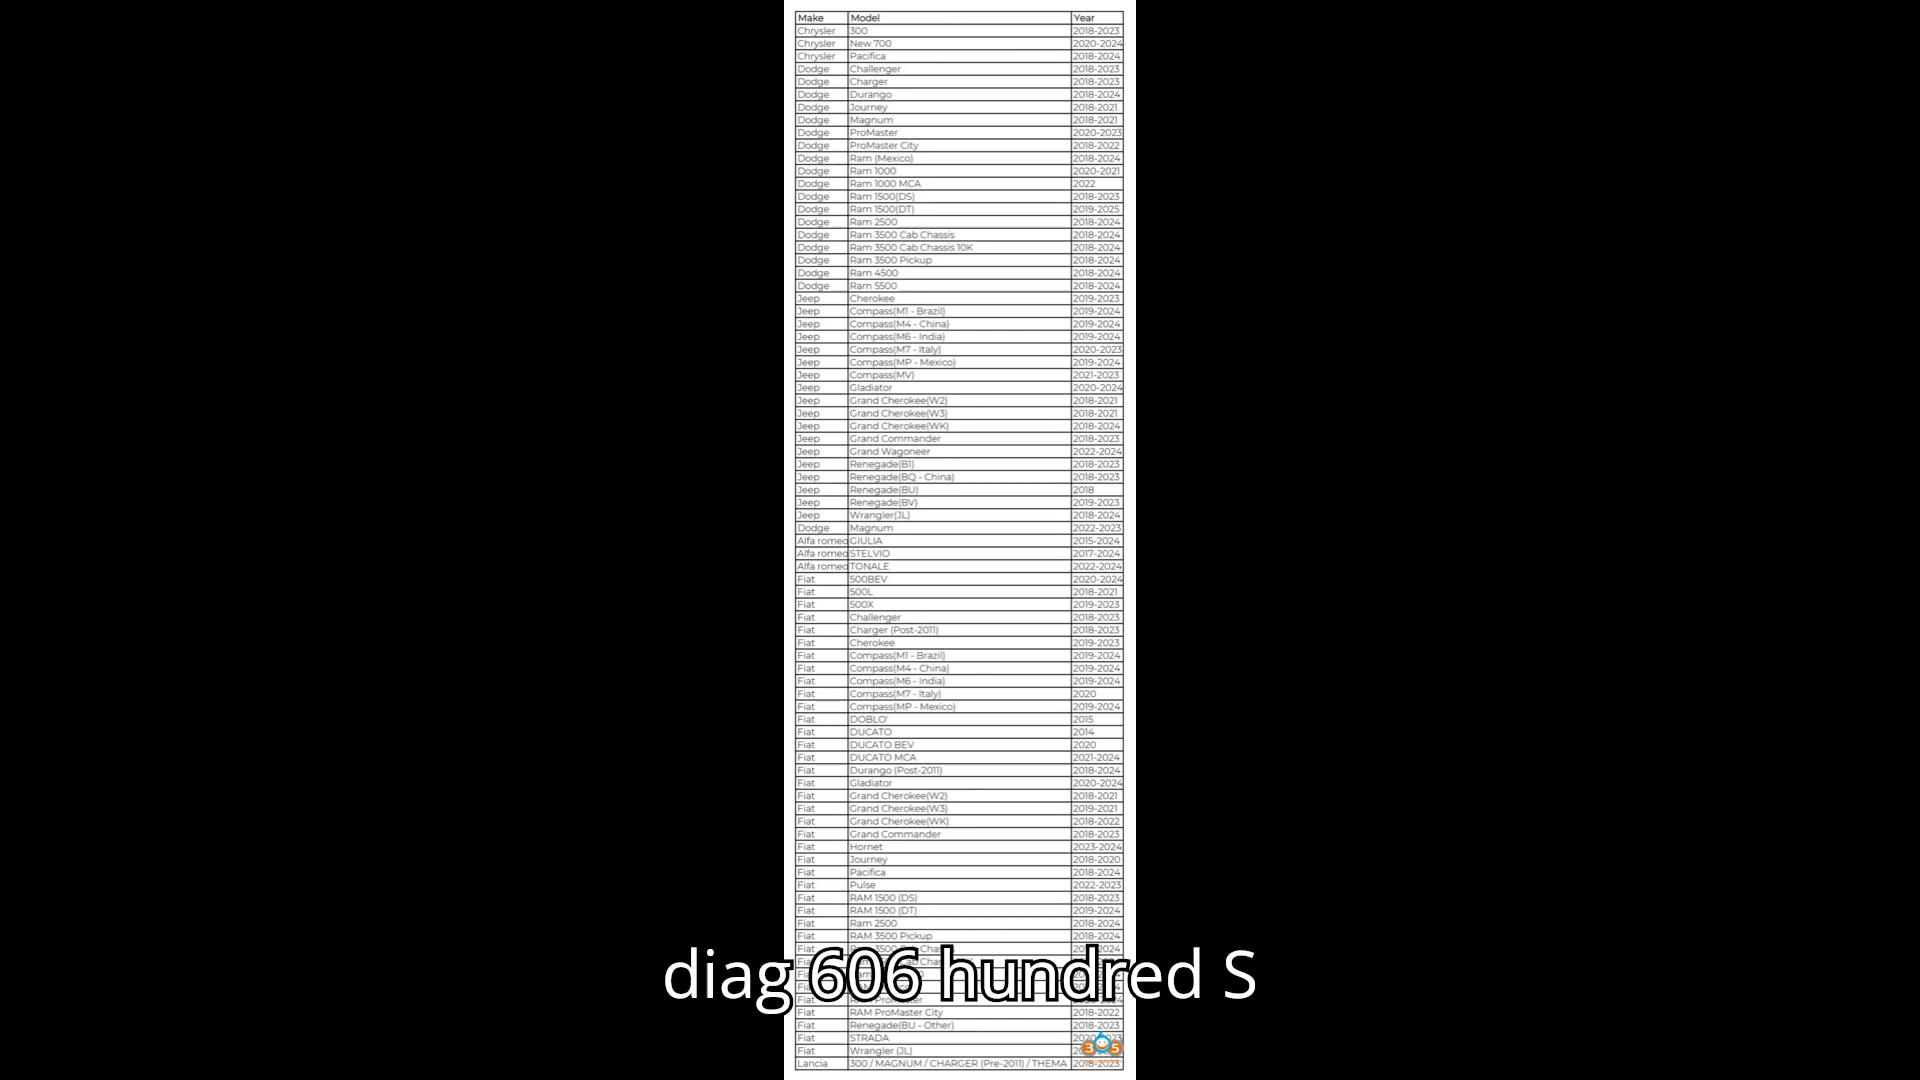 Make Model Year
Chrysler 300 2018-2023
Chrysler New 700 2020-2024
Chrysler Pacifica 2018-2024
Dodge Challenger 2018-2023
Dodge Charger 2018-2023
Dodge Durango 2018-2024
Dodge Journey 2018-2021
Dodge Magnum 2018-2021
Dodge ProMaster 2020-2023
Dodge ProMaster City 2018-2022
Dodge Ram (Mexico) 2018-2024
Dodge Ram 1000 2020-2021
Dodge Ram 1000 MCA 2022
Dodge Ram 1500(DS) 2018-2023
Dodge Ram 1500(DT) 2019-2025
Dodge Ram 2500 2018-2024
Dodge Ram 3500 Cab Chassis 2018-2024
Dodge Ram 3500 Cab Chassis 10K 2018-2024
Dodge Ram 3500 Pickup 2018-2024
Dodge Ram 4500 2018-2024
Dodge Ram 5500 2018-2024
Jeep Cherokee 2019-2023
Jeep Compass(M1 - Brazil) 2019-2024
Jeep Compass(M4 - China) 2019-2024
Jeep Compass(M6 - India) 2019-2024
Jeep Compass(M7 - Italy) 2020-2023
Jeep Compass(MP - Mexico) 2019-2024
Jeep Compass(MV) 2021-2023
Jeep Gladiator 2020-2024
Jeep Grand Cherokee(W2) 2018-2021
Jeep Grand Cherokee(W3) 2018-2021
Jeep Grand Cherokee(WK) 2018-2024
Jeep Grand Commander 2018-2023
Jeep Grand Wagoneer 2022-2024
Jeep Renegade(B1) 2018-2023
Jeep Renegade(BQ - China) 2018-2023
Jeep Renegade(BU) 2018
Jeep Renegade(BV) 2019-2023
Jeep Wrangler(JL) 2018-2024
Dodge Magnum 2022-2023
Alfa romeo GIULIA 2015-2024
Alfa romeo STELVIO 2017-2024
Alfa romeo TONALE 2022-2024
Fiat 500BEV 2020-2024
Fiat 500L 2018-2021
Fiat 500X 2019-2023
Fiat Challenger 2018-2023
Fiat Charger (Post-2011) 2018-2023
Fiat Cherokee 2019-2023
Fiat Compass(M1 - Brazil) 2019-2024
Fiat Compass(M4 - China) 2019-2024
Fiat Compass(M6 - India) 2019-2024
Fiat Compass(M7 - Italy) 2020
Fiat Compass(MP - Mexico) 2019-2024
Fiat DOBLO' 2015
Fiat DUCATO 2014
Fiat DUCATO BEV 2020
Fiat DUCATO MCA 2021-2024
Fiat Durango (Post-2011) 2018-2024
Fiat Gladiator 2020-2024
Fiat Grand Cherokee(W2) 2018-2021
Fiat Grand Cherokee(W3) 2019-2021
Fiat Grand Cherokee(WK) 2018-2022
Fiat Grand Commander 2018-2023
Fiat Hornet 2023-2024
Fiat Journey 2018-2020
Fiat Pacifica 2018-2024
Fiat Pulse 2022-2023
Fiat RAM 1500 (DS) 2018-2023
Fiat RAM 1500 (DT) 2019-2024
Fiat Ram 2500 2018-2024
Fiat RAM 3500 Pickup 2018-2024
Fiat
diag 606 hundred S
Fiat
Fiat RAM ProMaster City 2018-2022
Fiat Renegade(BU - Other) 2018-2023
Fiat STRADA
Fiat Wrangler (JL)
Lancia 300 / MAGNUM / CHARGER (Pre-2011) / THEMA 2018-2023
365